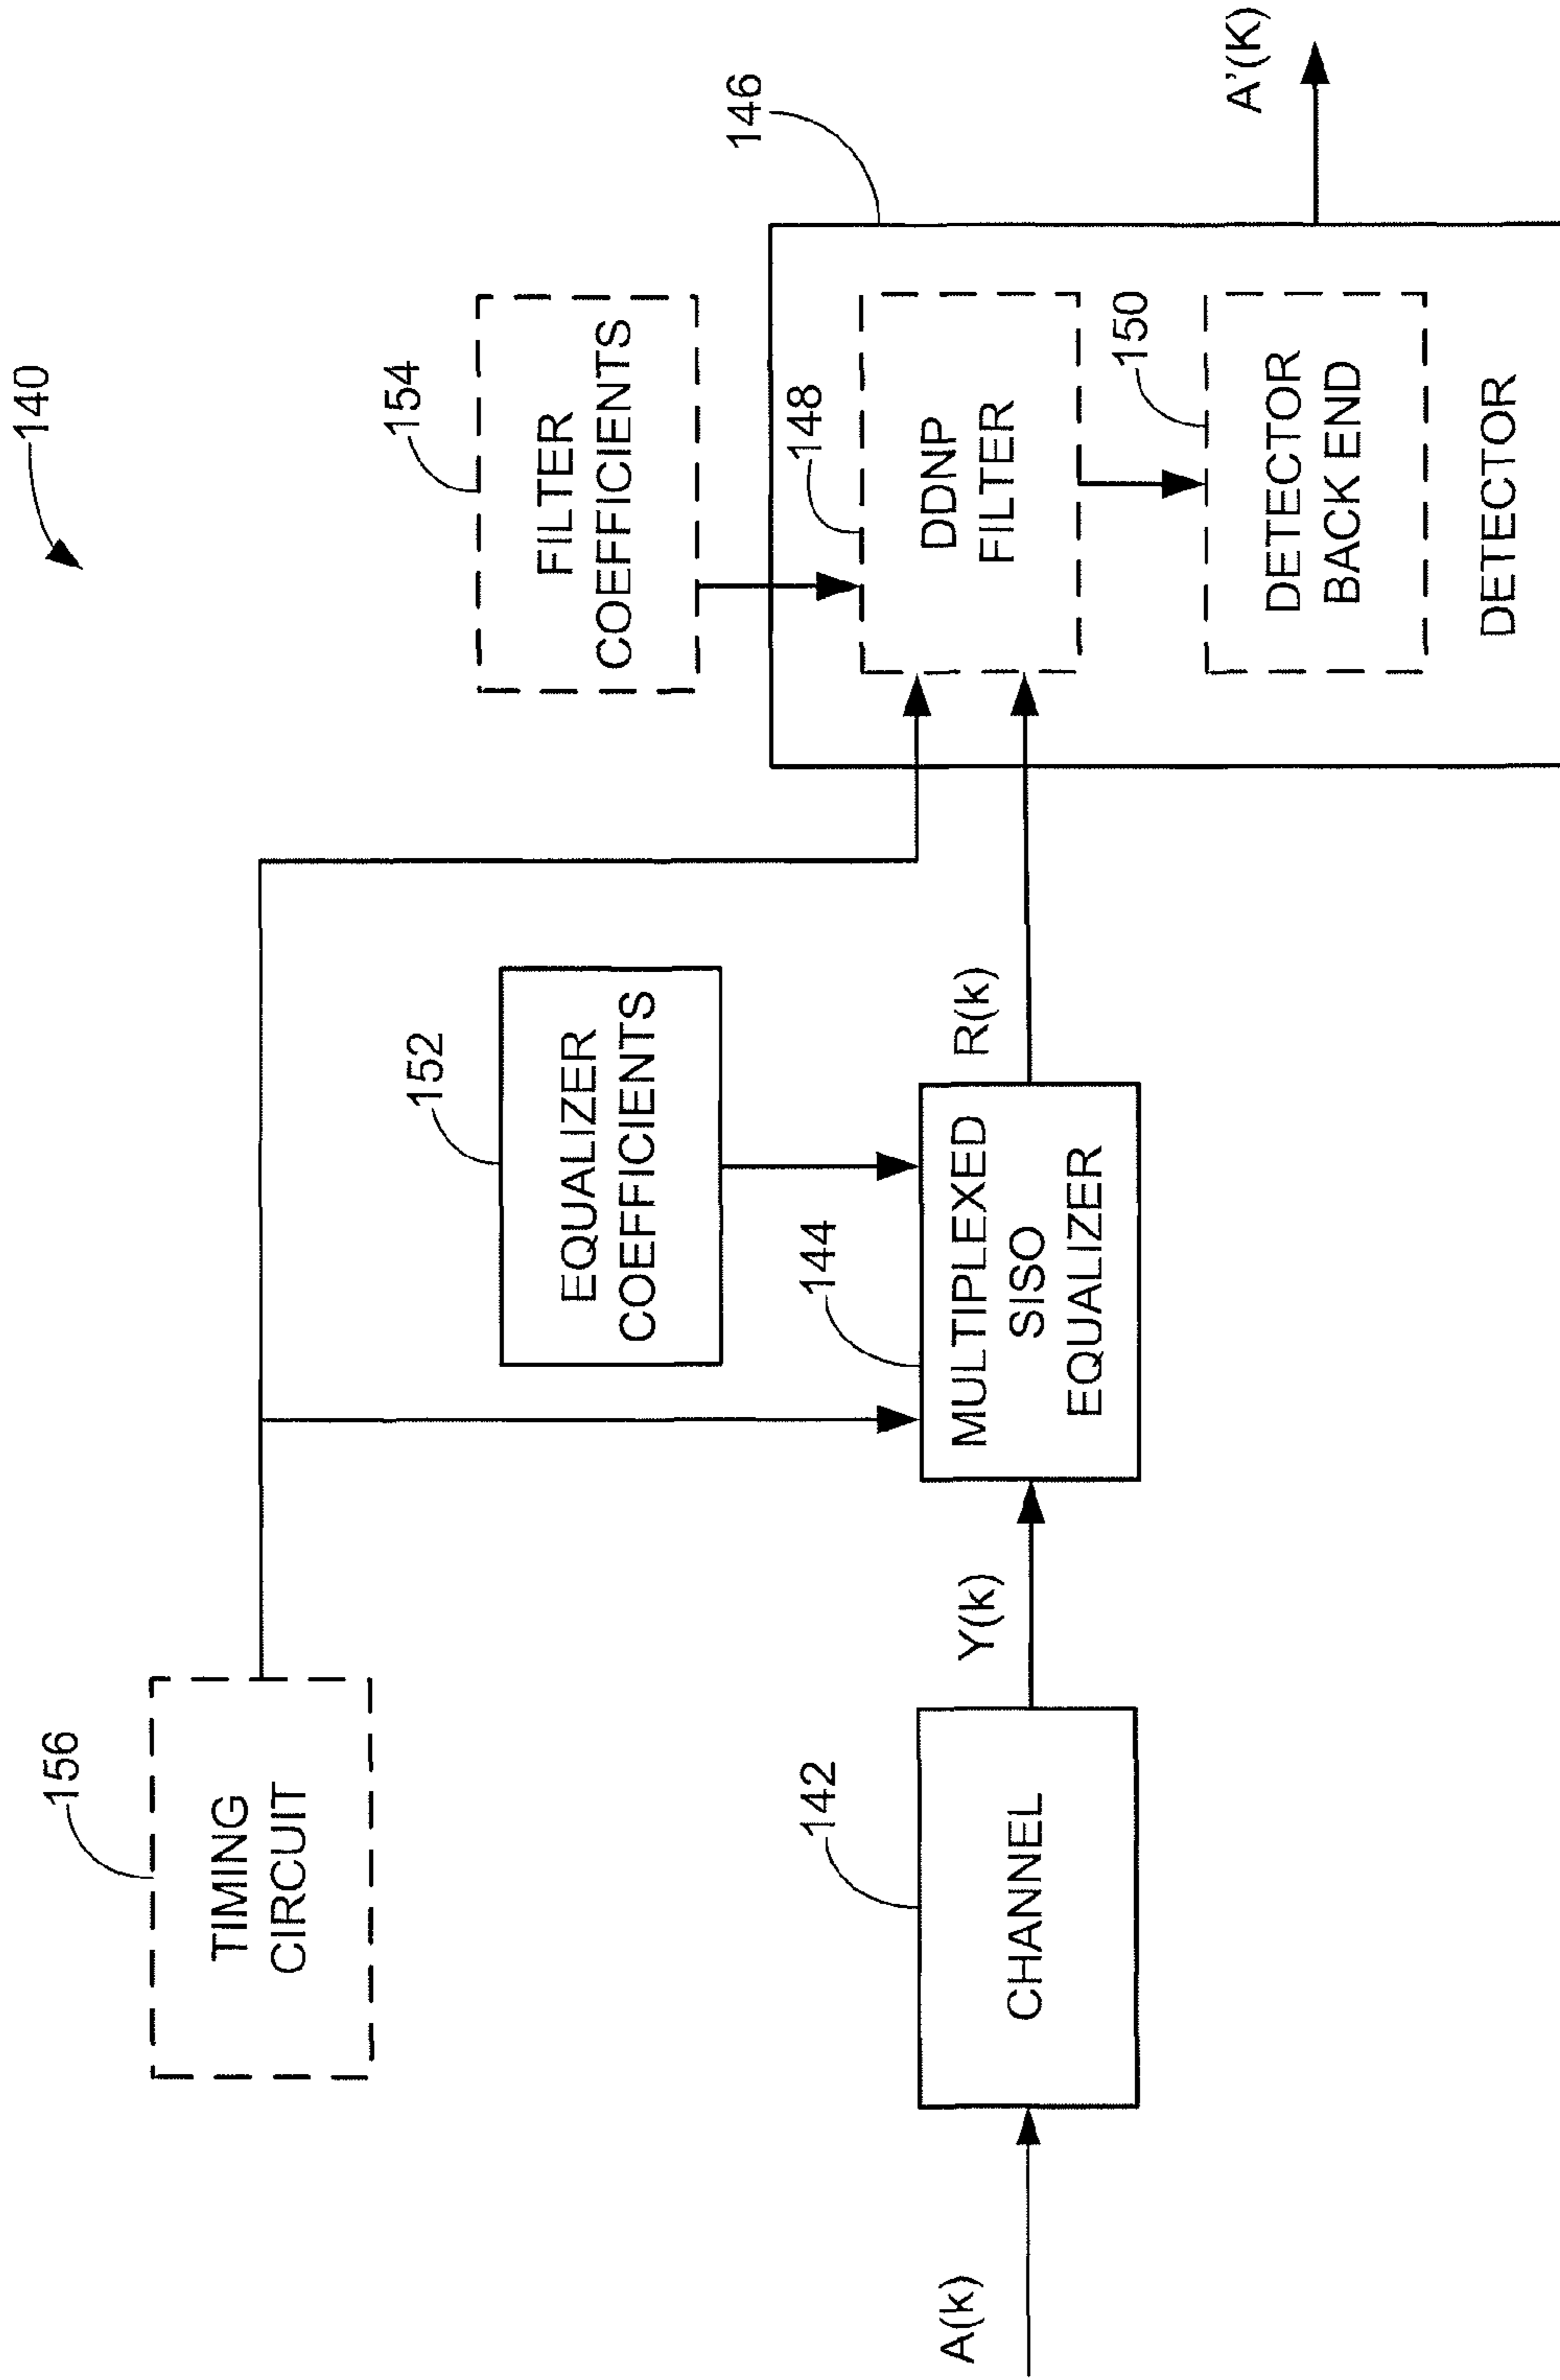 140
156
TIMING
CIRCUIT
154
FILTER
COEFFICIENTS
152
EQUALIZER
COEFFICIENTS
146
142
CHANNEL
144
MULTIPLEXED
SISO
EQUALIZER
148
DDNP
FILTER
A(k)
Y(k)
R(k)
150
DETECTOR
BACK END
A'(K)
DETECTOR